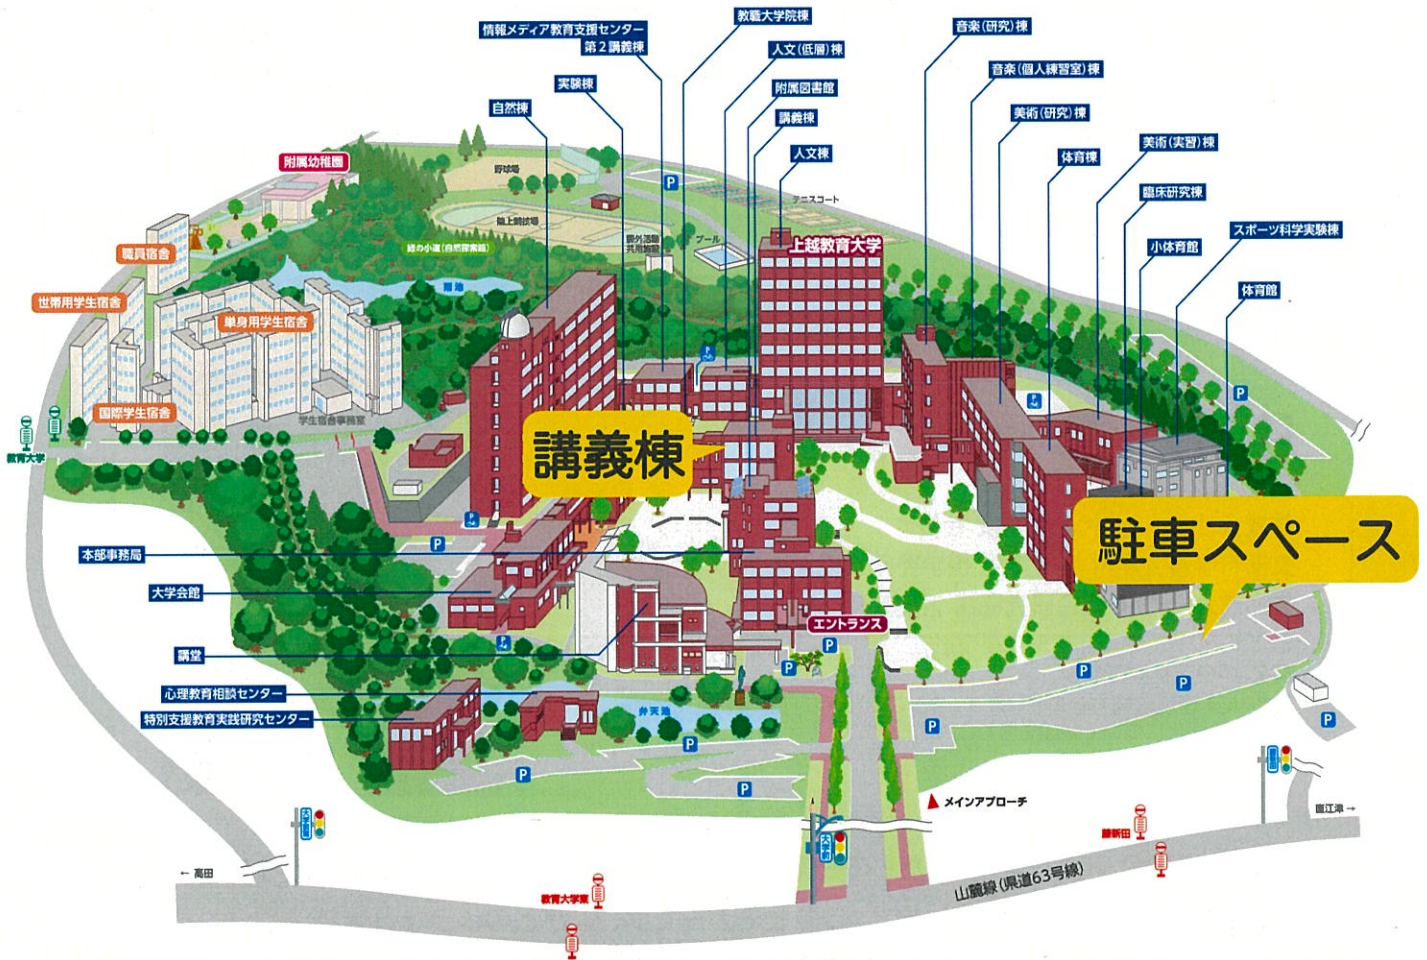 情報メディア教育支援センター
第2講義棟
教職大学院棟
人文(低層)棟
附属図書館
講義棟
人文棟
実験棟
自然棟
音楽(研究)棟
音楽(個人練習室)棟
美術(研究)棟
体育棟
美術(実習)棟
臨床研究棟
小体育館
スポーツ科学実験棟
体育館
附属幼稚園
野球場
陸上競技場
課外活動
共用施設
プール
テニスコート
緑の小道(自然探索路)
雨池
上越教育大学
職員宿舎
世帯用学生宿舎
単身用学生宿舎
国際学生宿舎
学生宿舎事務室
教育大学
講義棟
駐車スペース
本部事務局
大学会館
講堂
心理教育相談センター
特別支援教育実践研究センター
エントランス
弁天池
P
P
P
P
P
P
P
P
P
P
P
P
メインアプローチ
藤新田
直江津 →
← 高田
教育大学東
大学前
山麓線(県道63号線)